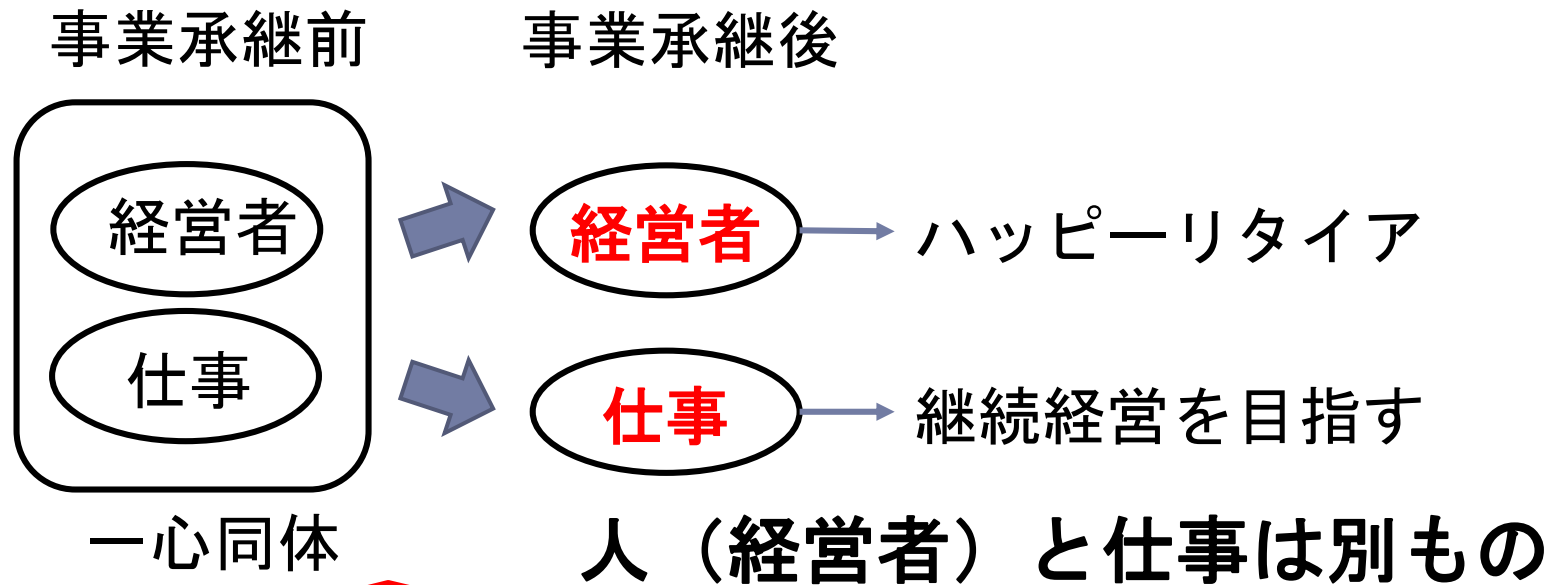 事業承継前
事業承継後
経営者
経営者
ハッピーリタイア
仕事
仕事
継続経営を目指す
一心同体
人（経営者）と仕事は別もの